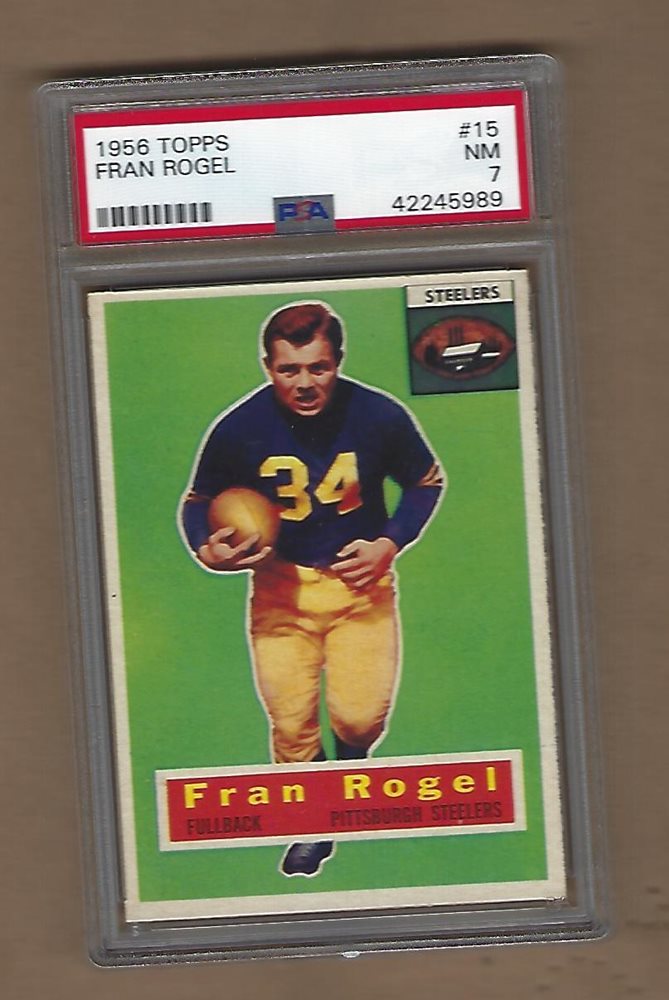 1956 TOPPS
FRAN ROGEL
#15
NM
7
PSA
42245989
STEELERS
34
Fran Rogel
FULLBACK
PITTSBURGH STEELERS